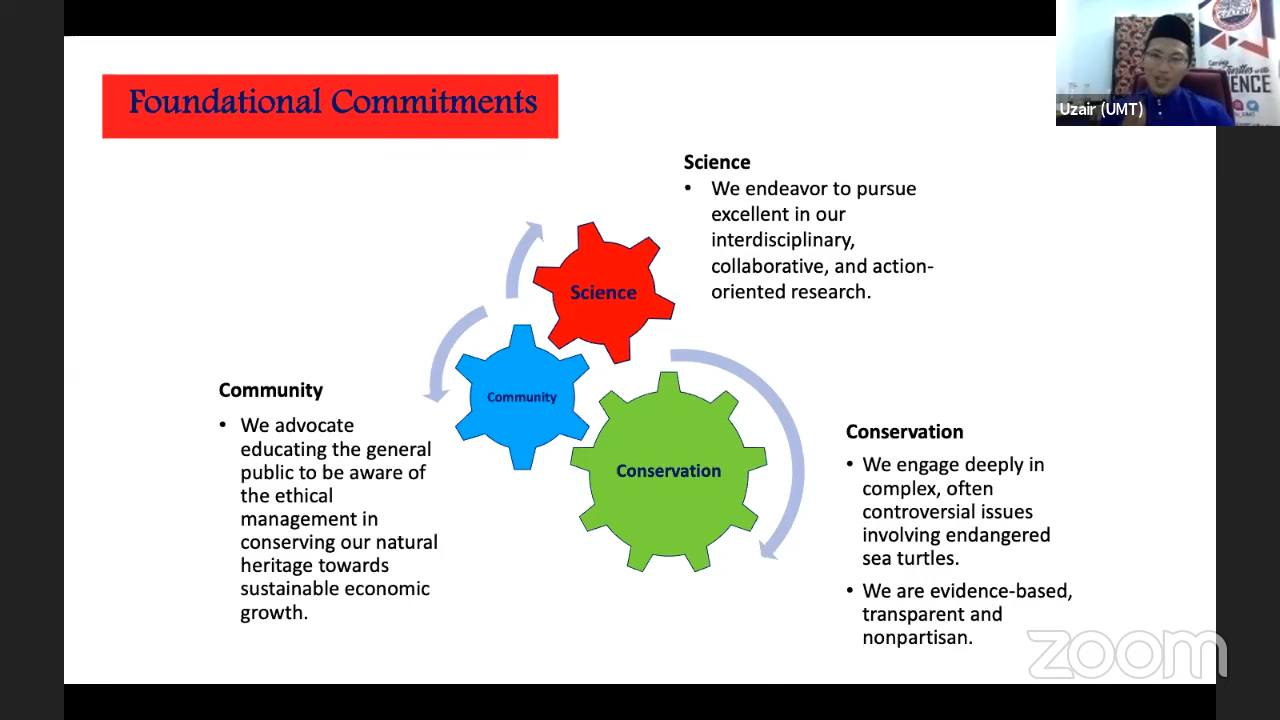 Foundational Commitments
Uzair (UMT)
ENCE
Science
• We endeavor to pursue
excellent in our
interdisciplinary,
collaborative, and action-
oriented research.
Science
Community
Conservation
Community
• We advocate
educating the general
public to be aware of
the ethical
management in
conserving our natural
heritage towards
sustainable economic
growth.
Conservation
• We engage deeply in
complex, often
controversial issues
involving endangered
sea turtles.
• We are evidence-based,
transparent and
nonpartisan.
zoom